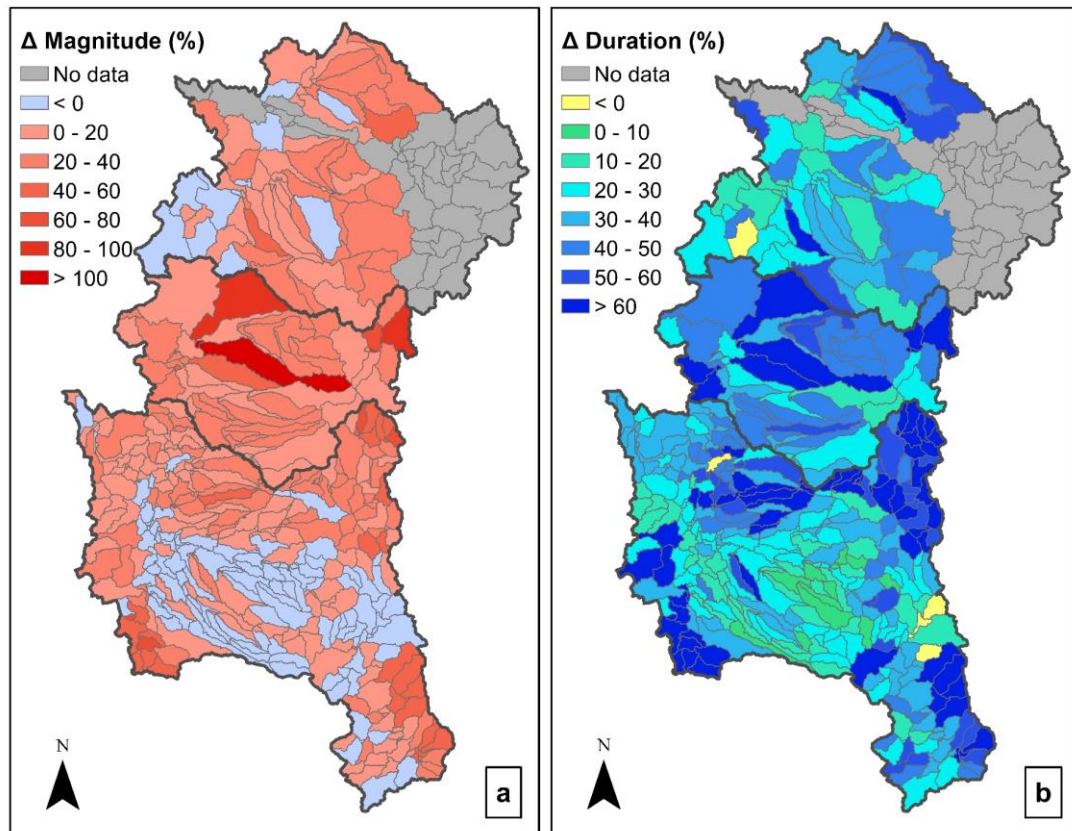 Δ Magnitude (%)
No data
< 0
0 - 20
20 - 40
40 - 60
60 - 80
80 - 100
> 100
N
a
Δ Duration (%)
No data
< 0
0 - 10
10 - 20
20 - 30
30 - 40
40 - 50
50 - 60
> 60
N
b